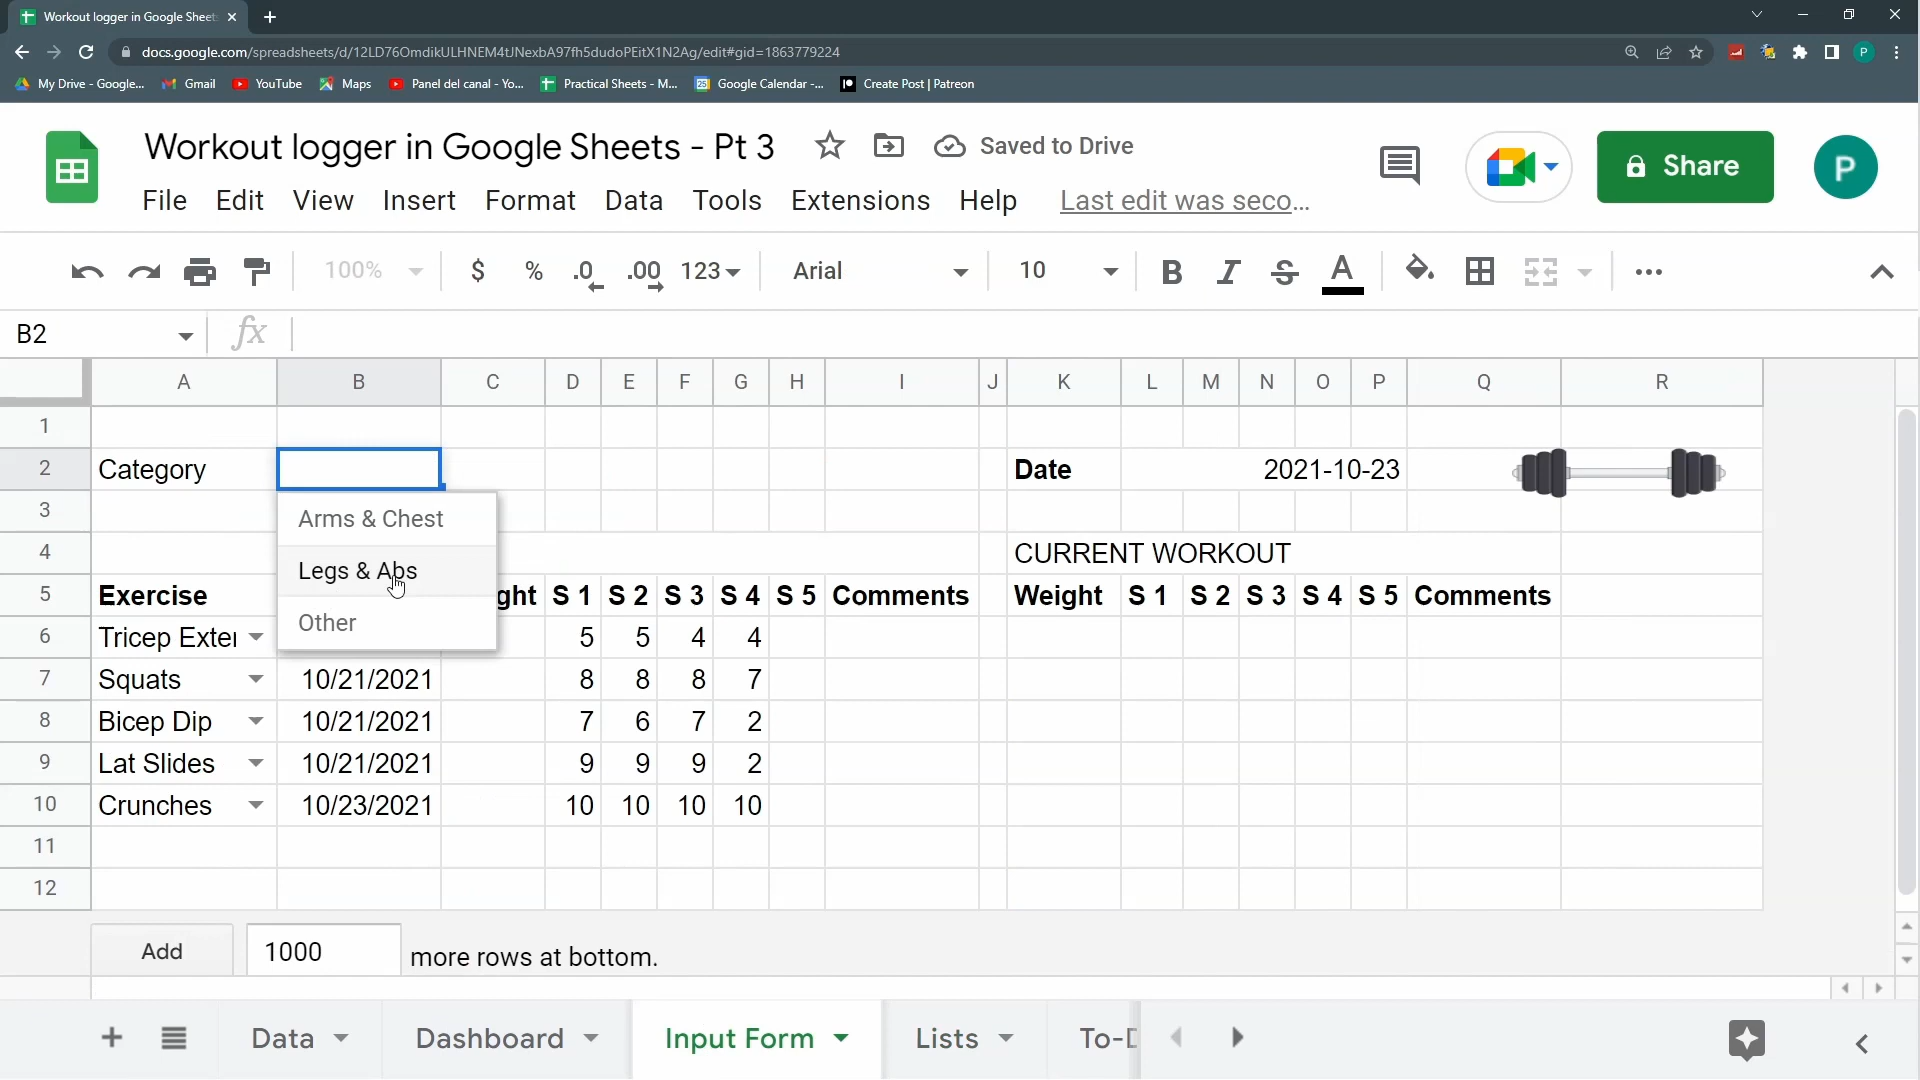 Workout logger in Google Sheets
docs.google.com/spreadsheets/d/12LD76OmdikULHNEM4tJNexbA97fh5dudoPEitX1N2Ag/edit#gid=1863779224
My Drive - Google... Gmail YouTube Maps Panel del canal - Yo... Practical Sheets - M... Google Calendar -... Create Post | Patreon
Workout logger in Google Sheets - Pt 3 Saved to Drive
Share P
File Edit View Insert Format Data Tools Extensions Help Last edit was seco...
100% $ % .0 .00 123 Arial 10 B I S A
B2 fx
A B C D E F G H I J K L M N O P Q R
1
2 Category Date 2021-10-23
3 Arms & Chest
4 CURRENT WORKOUT
Legs & Abs
5 Exercise ght S 1 S 2 S 3 S 4 S 5 Comments Weight S 1 S 2 S 3 S 4 S 5 Comments
Other
6 Tricep Exter 5 5 4 4
7 Squats 10/21/2021 8 8 8 7
8 Bicep Dip 10/21/2021 7 6 7 2
9 Lat Slides 10/21/2021 9 9 9 2
10 Crunches 10/23/2021 10 10 10 10
11
12
Add 1000 more rows at bottom.
Data Dashboard Input Form Lists To-D